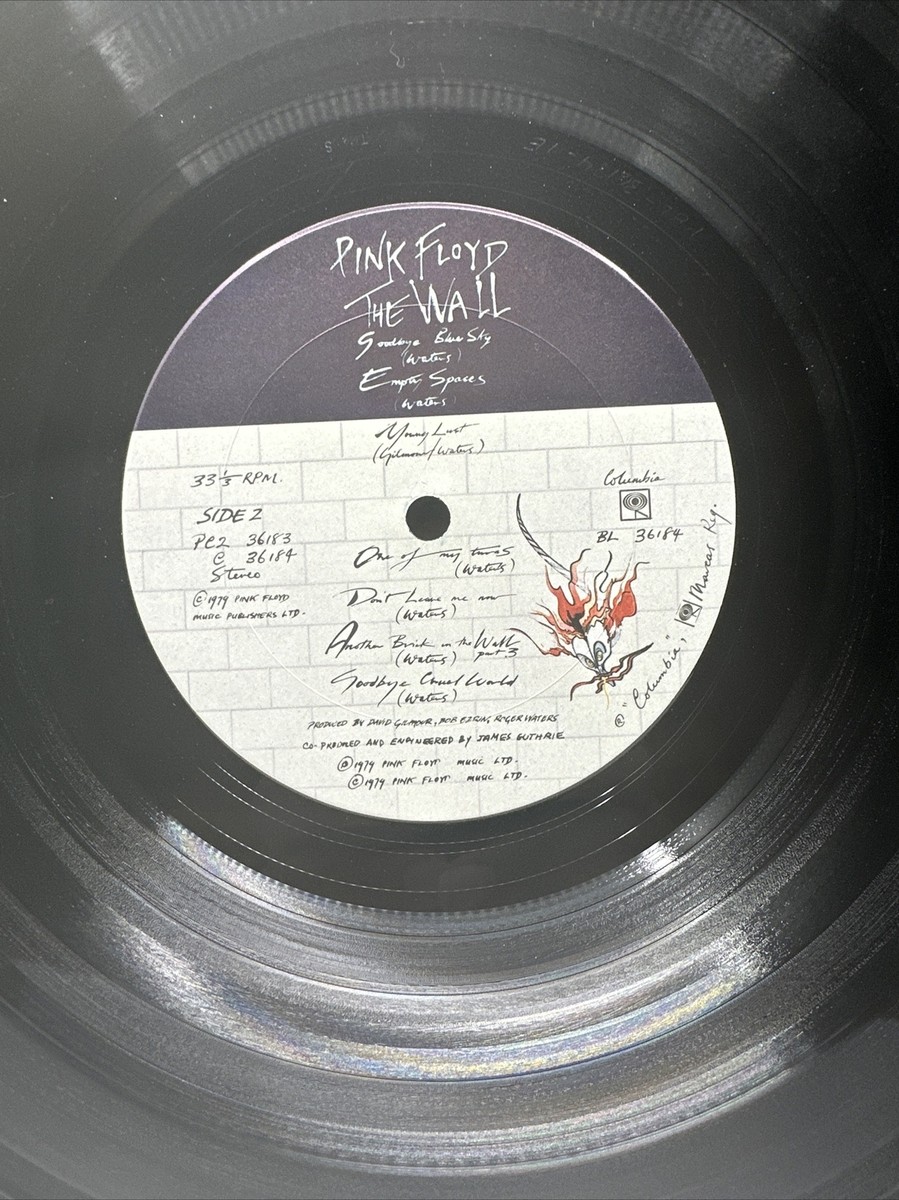 PINK FLOYD
THE WALL
Goodbye Blue Sky
(Waters)
Empty Spaces
(Waters)
Young Lust
(Gilmour/Waters)
33 1/3 RPM.
SIDE 2
PC2 36183
C 36184
Stereo
© 1979 PINK FLOYD
MUSIC PUBLISHERS LTD.
Columbia
BL 36184
One of my turns
(Waters)
Don't Leave me now
(Waters)
Another Brick in the Wall
(Waters) part 3
Goodbye Cruel World
(Waters)
PRODUCED BY DAVID GILMOUR, BOB EZRIN, ROGER WATERS
CO-PRODUCED AND ENGINEERED BY JAMES GUTHRIE
Ⓟ 1979 PINK FLOYD MUSIC LTD.
© 1979 PINK FLOYD MUSIC LTD.
® "Columbia", Marcas Reg.